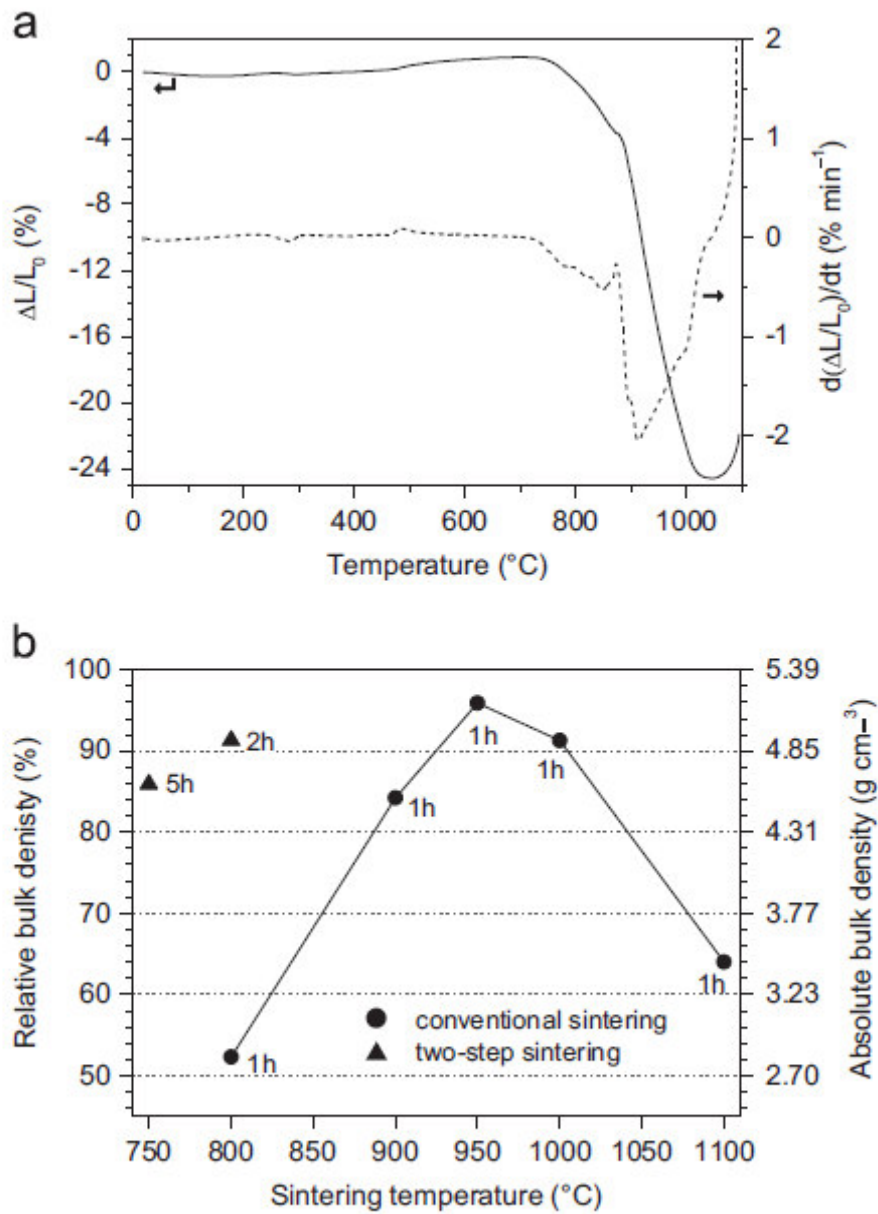 a
ΔL/L₀ (%)
0
-4
-8
-12
-16
-20
-24
2
1
0
-1
-2
d(ΔL/L₀)/dt (% min⁻¹)
0 200 400 600 800 1000
Temperature (°C)
b
Relative bulk denisty (%)
100
90
80
70
60
50
5.39
4.85
4.31
3.77
3.23
2.70
Absolute bulk density (g cm⁻³)
2h
5h
1h
1h
1h
1h
1h
conventional sintering
two-step sintering
750 800 850 900 950 1000 1050 1100
Sintering temperature (°C)